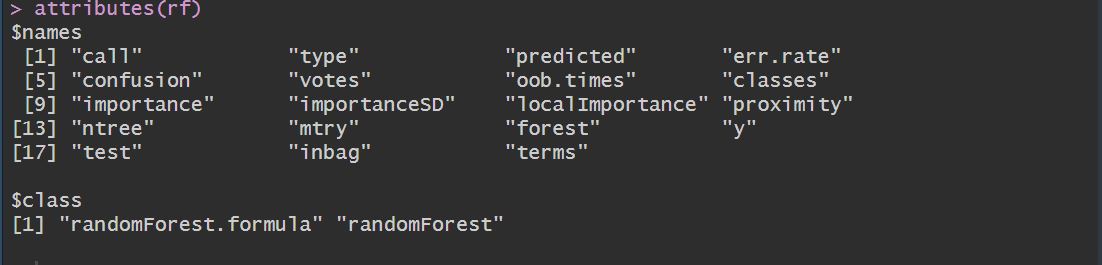 > attributes(rf)
$names
 [1] "call"            "type"            "predicted"       "err.rate"
 [5] "confusion"       "votes"           "oob.times"       "classes"
 [9] "importance"      "importanceSD"    "localImportance" "proximity"
[13] "ntree"           "mtry"            "forest"          "y"
[17] "test"            "inbag"           "terms"
$class
[1] "randomForest.formula" "randomForest"